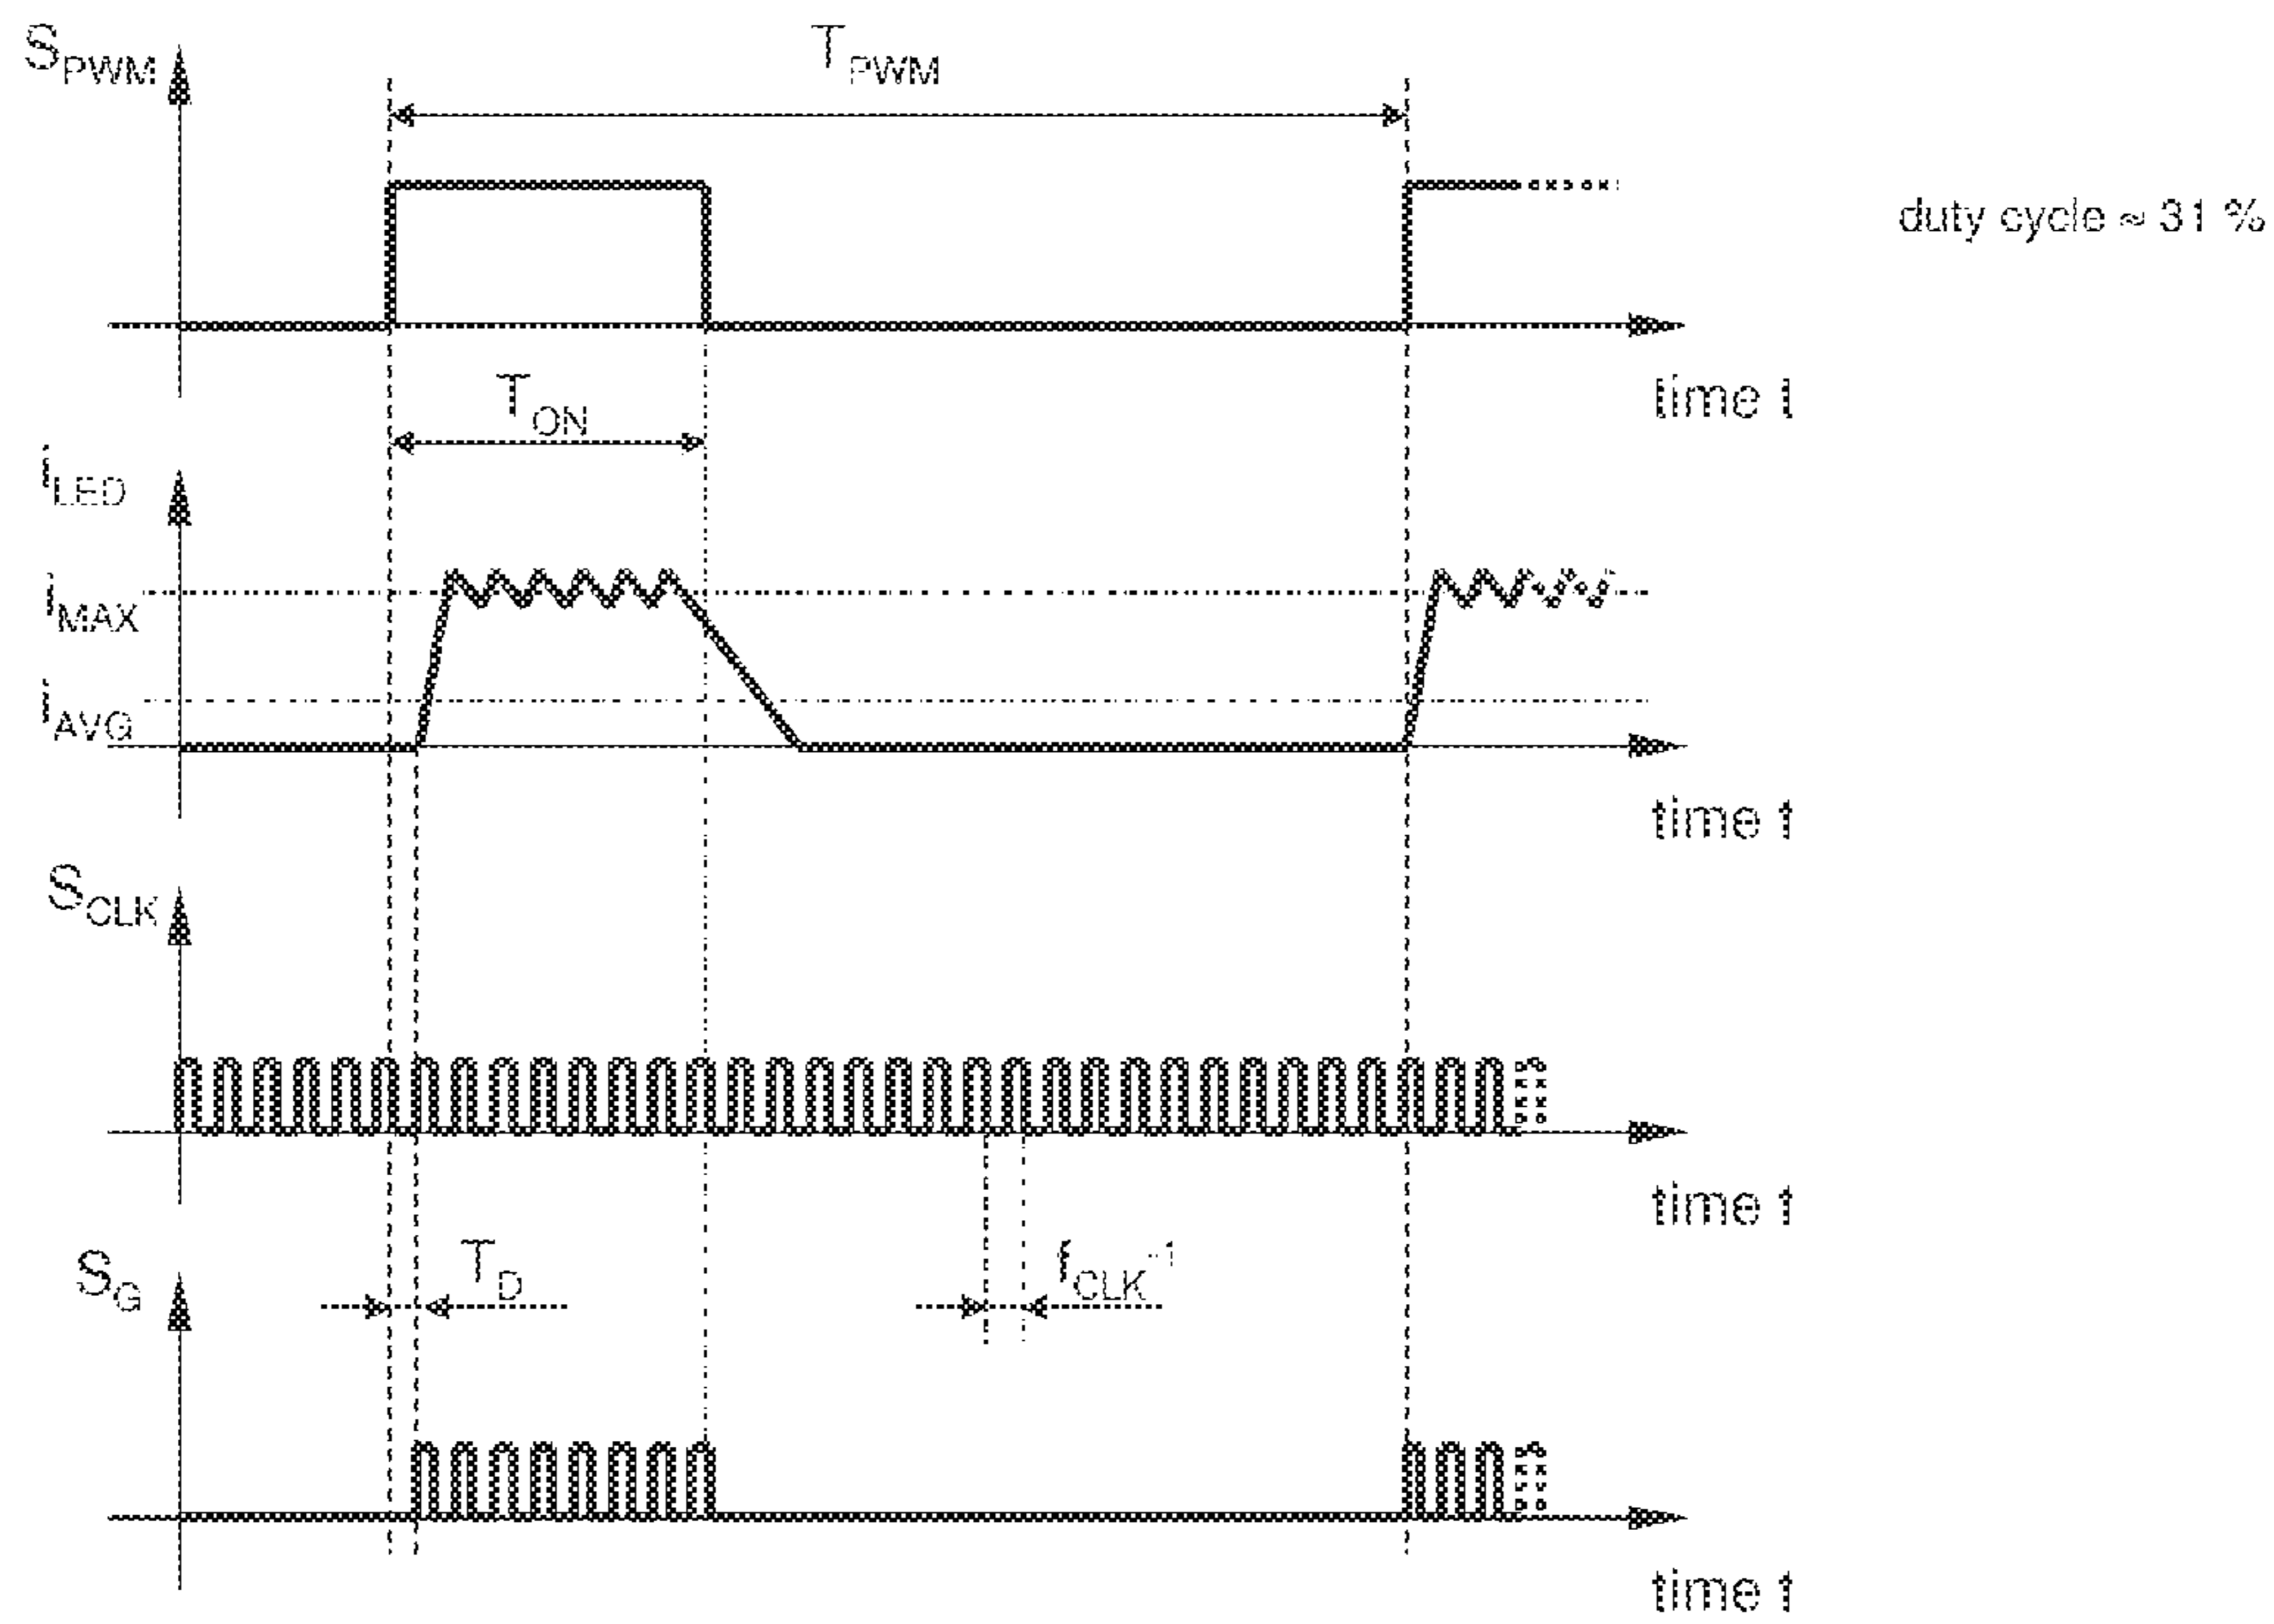 S_PWM
T_PWM
duty cycle ≈ 31 %
time t
T_ON
i_LED
i_MAX
i_AVG
time t
S_CLK
time t
S_G
T_D
f_CLK^-1
time t